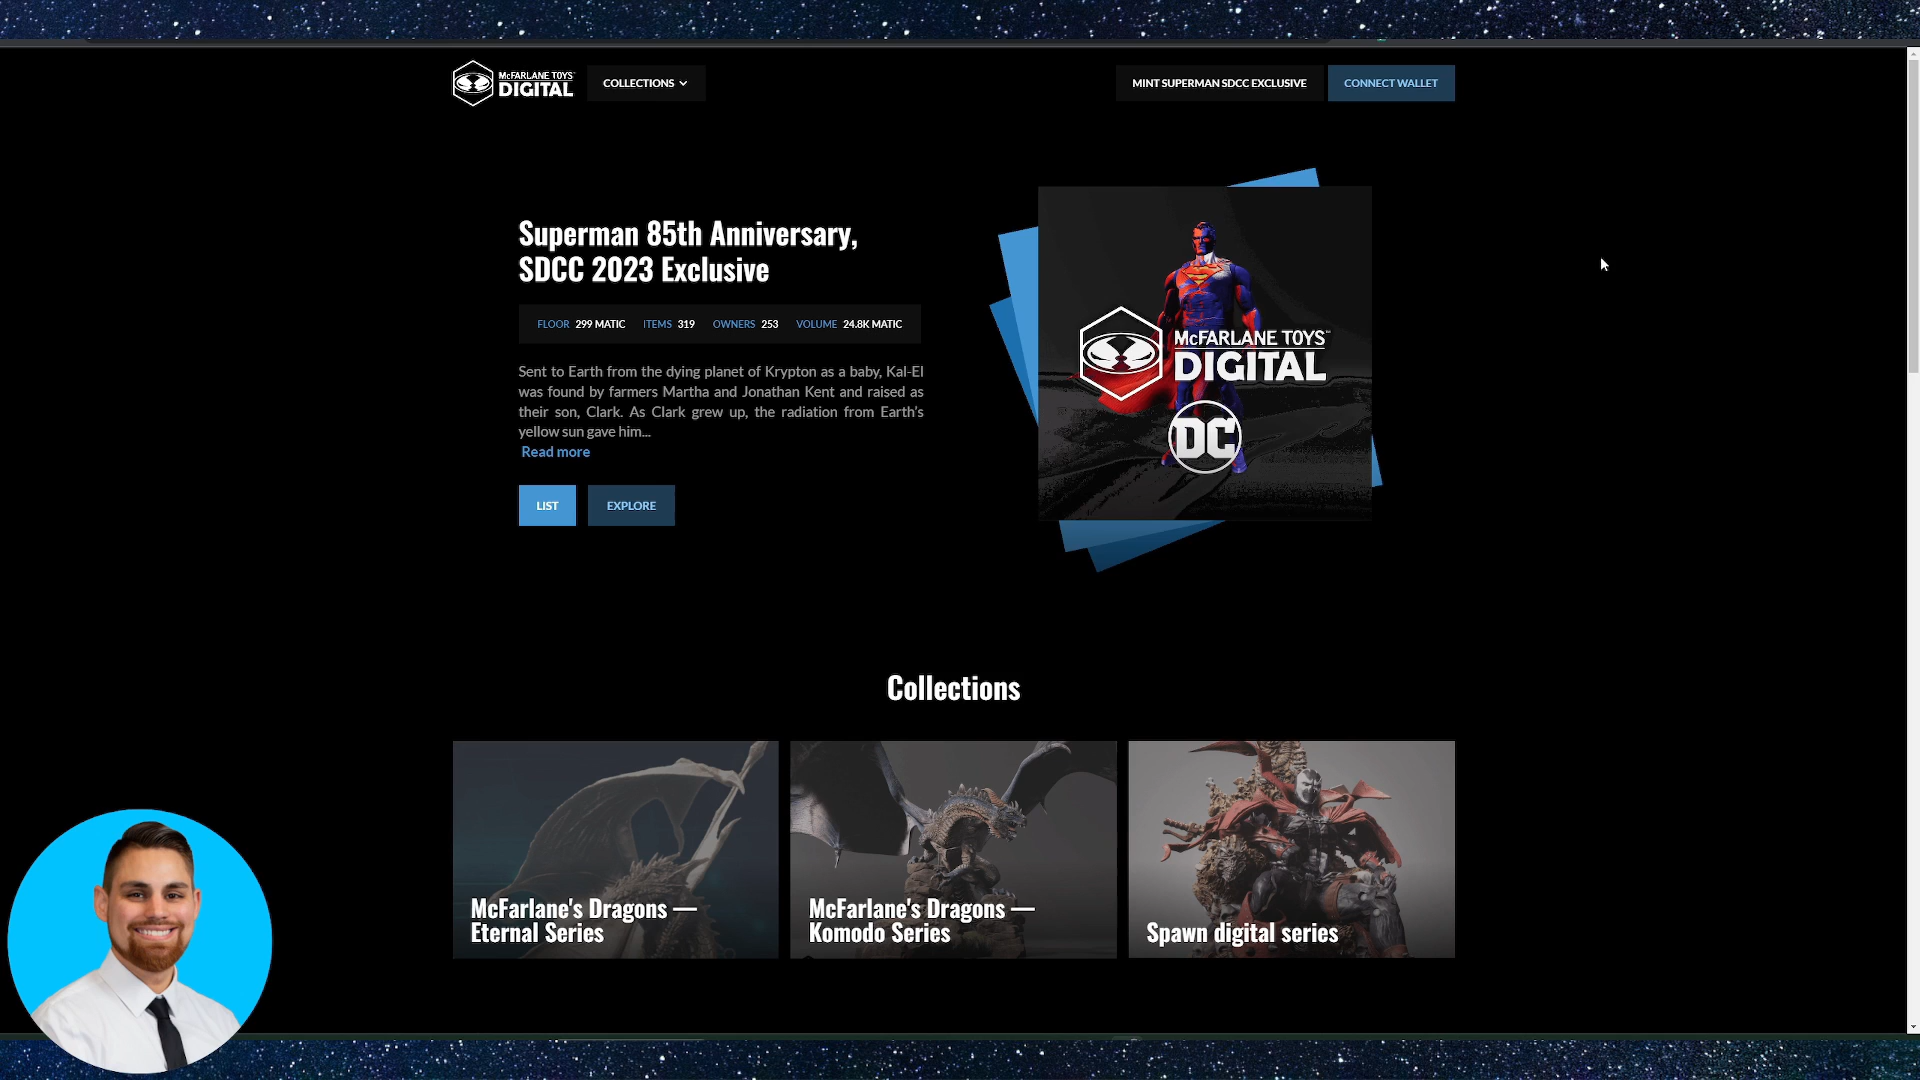 McFARLANE TOYS
DIGITAL
COLLECTIONS
MINT SUPERMAN SDCC EXCLUSIVE
CONNECT WALLET
Superman 85th Anniversary,
SDCC 2023 Exclusive
FLOOR 299 MATIC ITEMS 319 OWNERS 253 VOLUME 24.8K MATIC
Sent to Earth from the dying planet of Krypton as a baby, Kal-El
was found by farmers Martha and Jonathan Kent and raised as
their son, Clark. As Clark grew up, the radiation from Earth's
yellow sun gave him...
Read more
LIST
EXPLORE
McFARLANE TOYS™
DIGITAL
DC
Collections
McFarlane's Dragons —
Eternal Series
McFarlane's Dragons —
Komodo Series
Spawn digital series